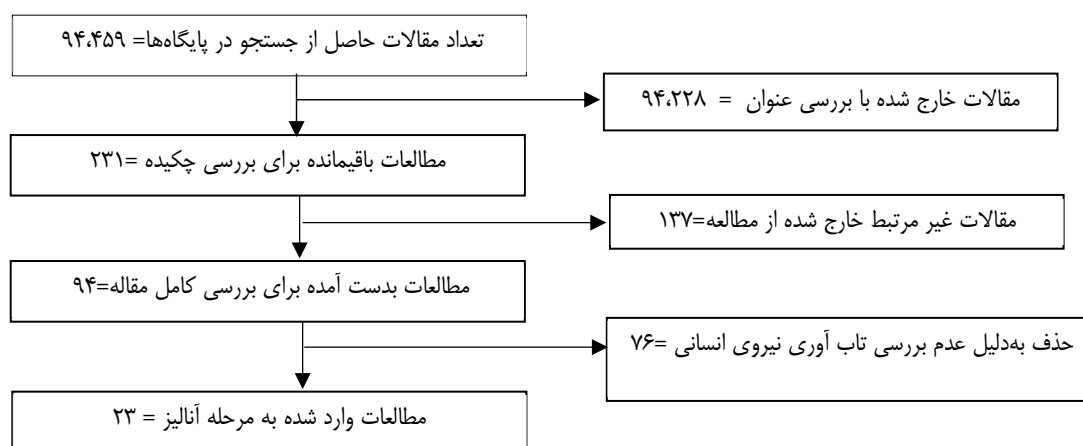 تعداد مقالات حاصل از جستجو در پایگاه‌ها= ۹۴،۴۵۹
مقالات خارج شده با بررسی عنوان = ۹۴،۲۲۸
مطالعات باقیمانده برای بررسی چکیده =۲۳۱
مقالات غیر مرتبط خارج شده از مطالعه=۱۳۷
مطالعات بدست آمده برای بررسی کامل مقاله=۹۴
حذف به‌دلیل عدم بررسی تاب آوری نیروی انسانی =۷۶
مطالعات وارد شده به مرحله آنالیز = ۲۳